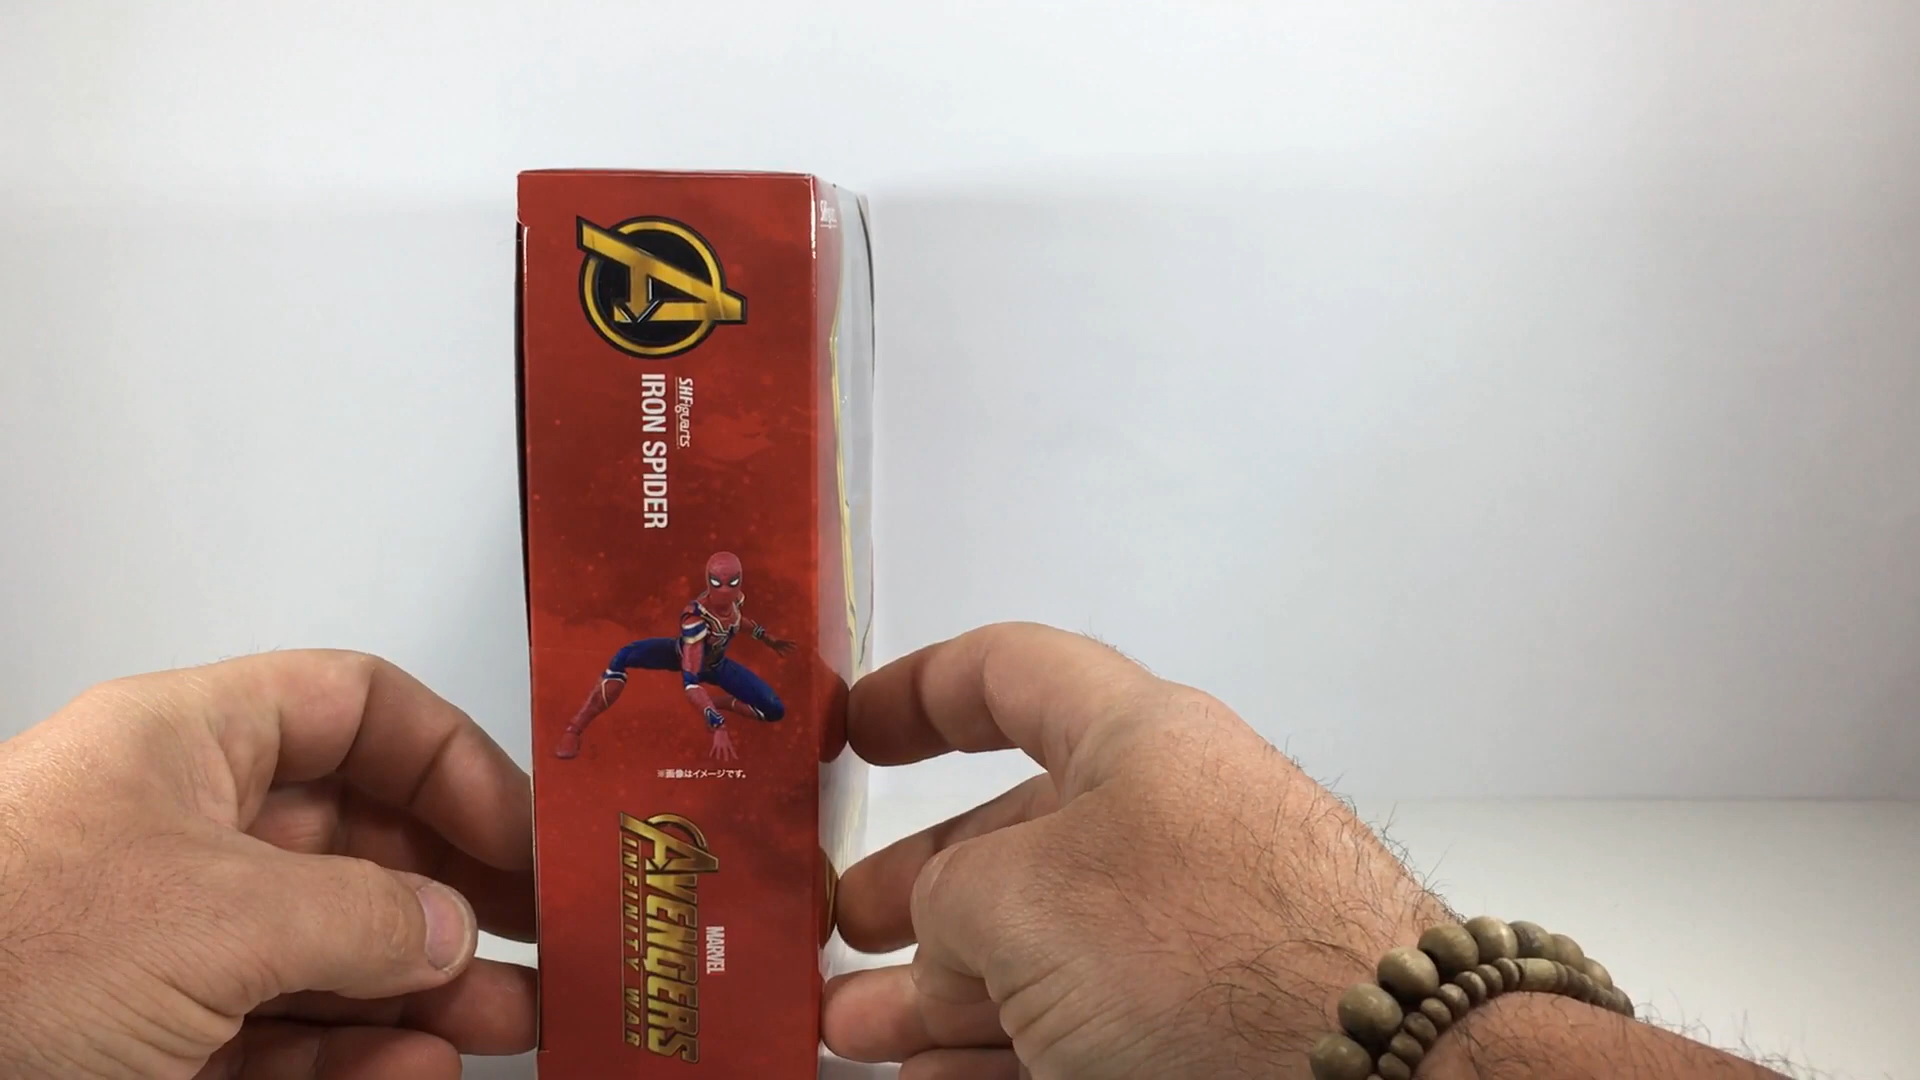 S.H.Figuarts
IRON SPIDER
※画像はイメージです。
MARVEL
AVENGERS
INFINITY WAR